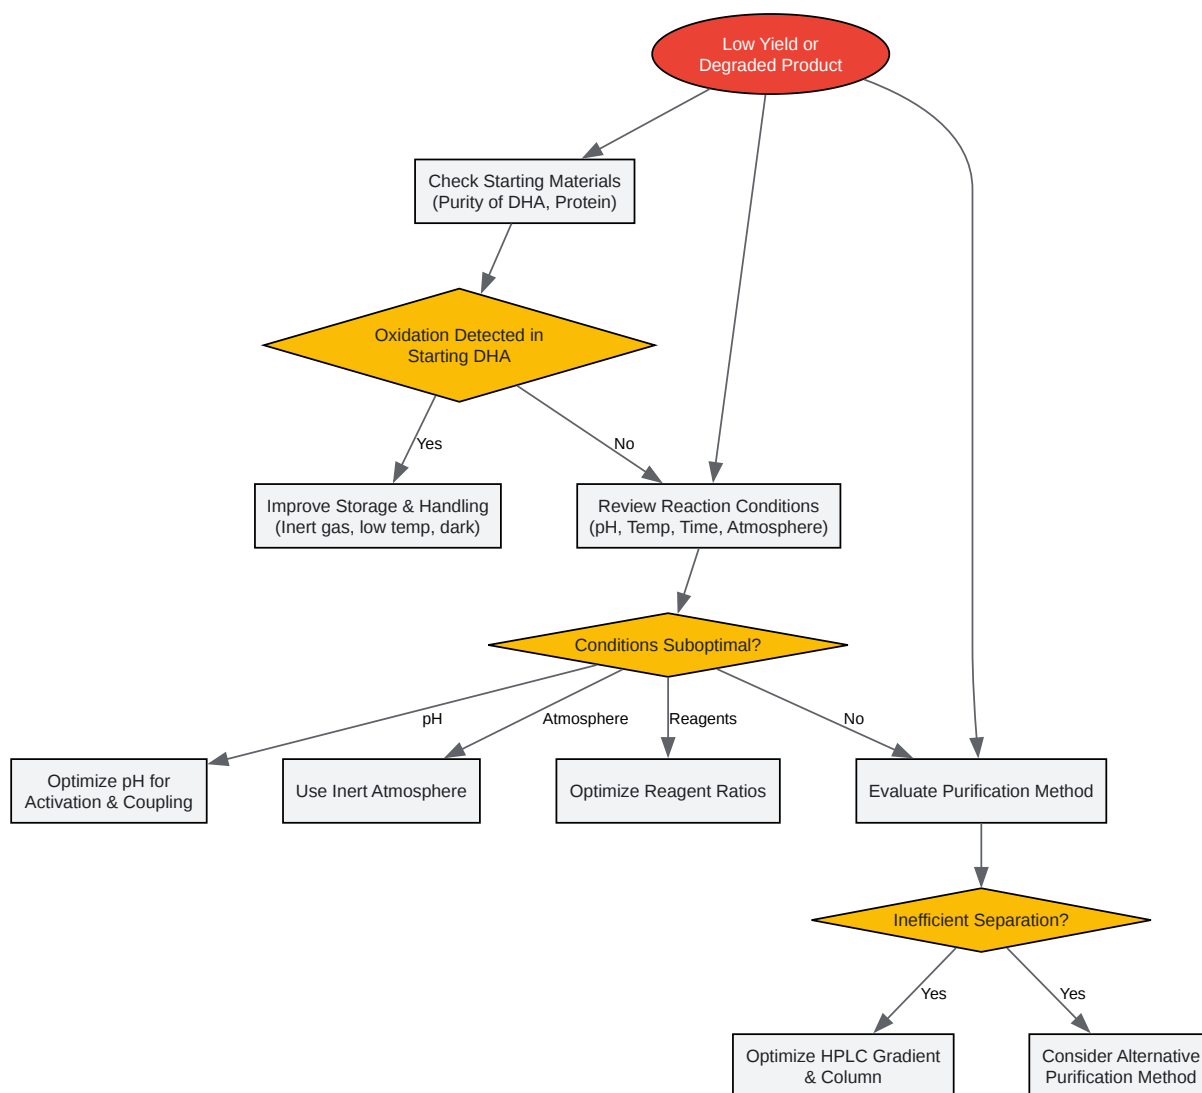 Low Yield or
Degraded Product
Check Starting Materials
(Purity of DHA, Protein)
Oxidation Detected in
Starting DHA
Yes
No
Improve Storage & Handling
(Inert gas, low temp, dark)
Review Reaction Conditions
(pH, Temp, Time, Atmosphere)
Conditions Suboptimal?
pH
Atmosphere
Reagents
No
Optimize pH for
Activation & Coupling
Use Inert Atmosphere
Optimize Reagent Ratios
Evaluate Purification Method
Inefficient Separation?
Yes
Yes
Optimize HPLC Gradient
& Column
Consider Alternative
Purification Method